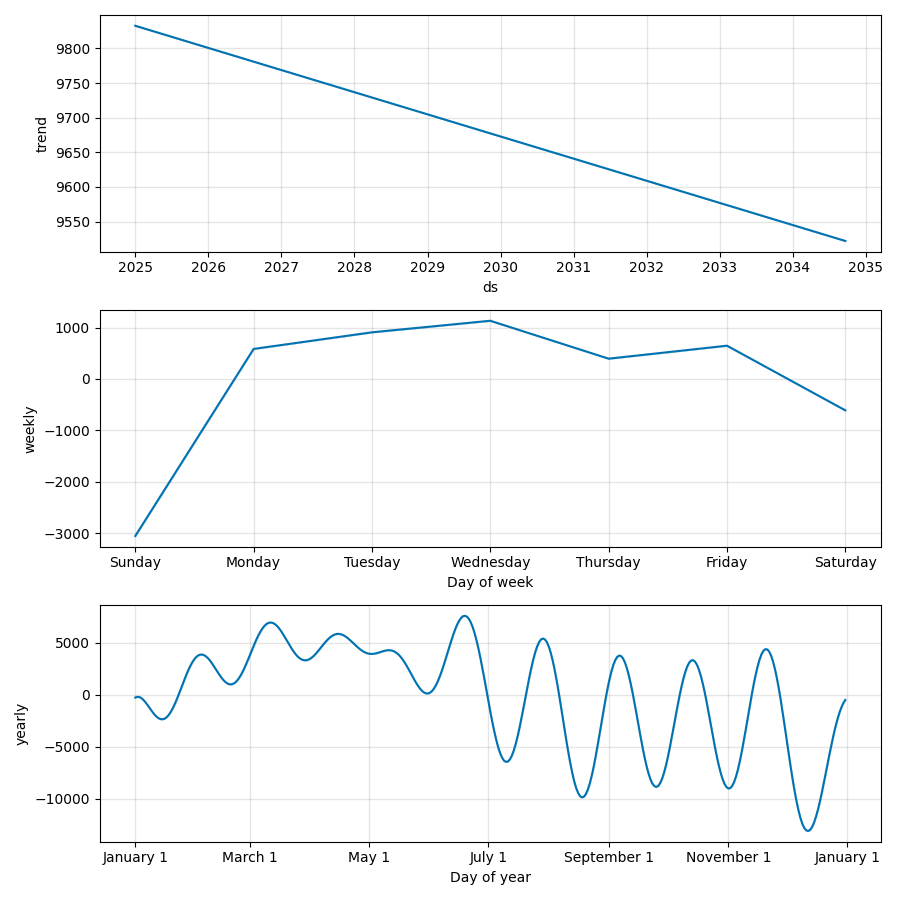 trend
9800
9750
9700
9650
9600
9550
2025 2026 2027 2028 2029 2030 2031 2032 2033 2034 2035
ds
weekly
1000
0
−1000
−2000
−3000
Sunday Monday Tuesday Wednesday Thursday Friday Saturday
Day of week
yearly
5000
0
−5000
−10000
January 1 March 1 May 1 July 1 September 1 November 1 January 1
Day of year